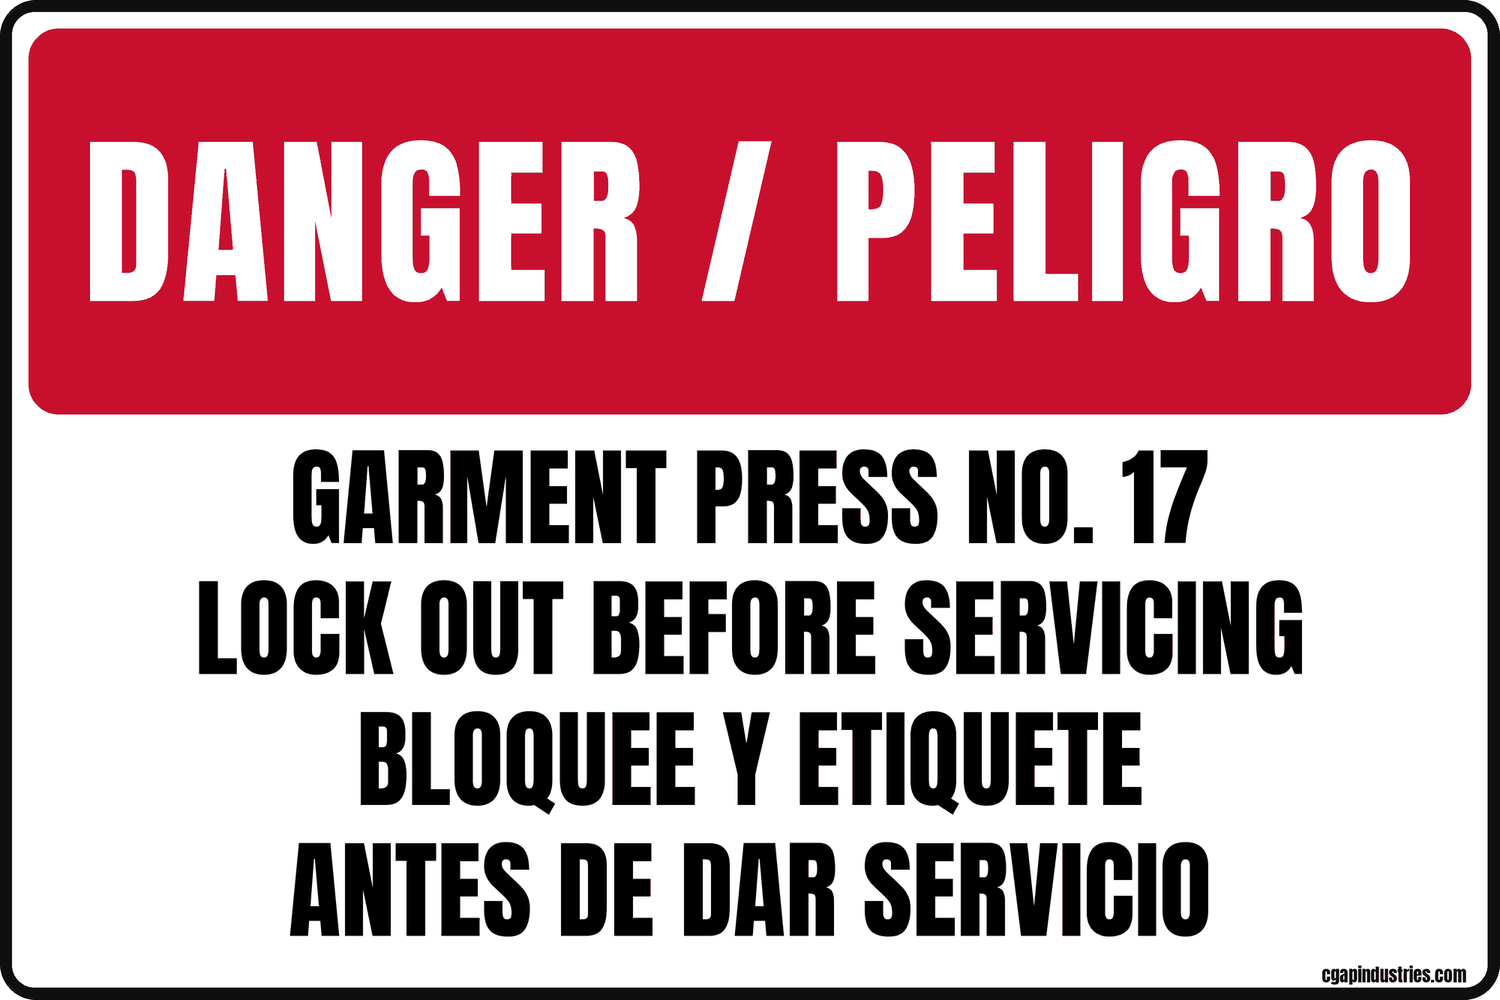 DANGER / PELIGRO
GARMENT PRESS NO. 17
LOCK OUT BEFORE SERVICING
BLOQUEE Y ETIQUETE
ANTES DE DAR SERVICIO
cgapindustries.com